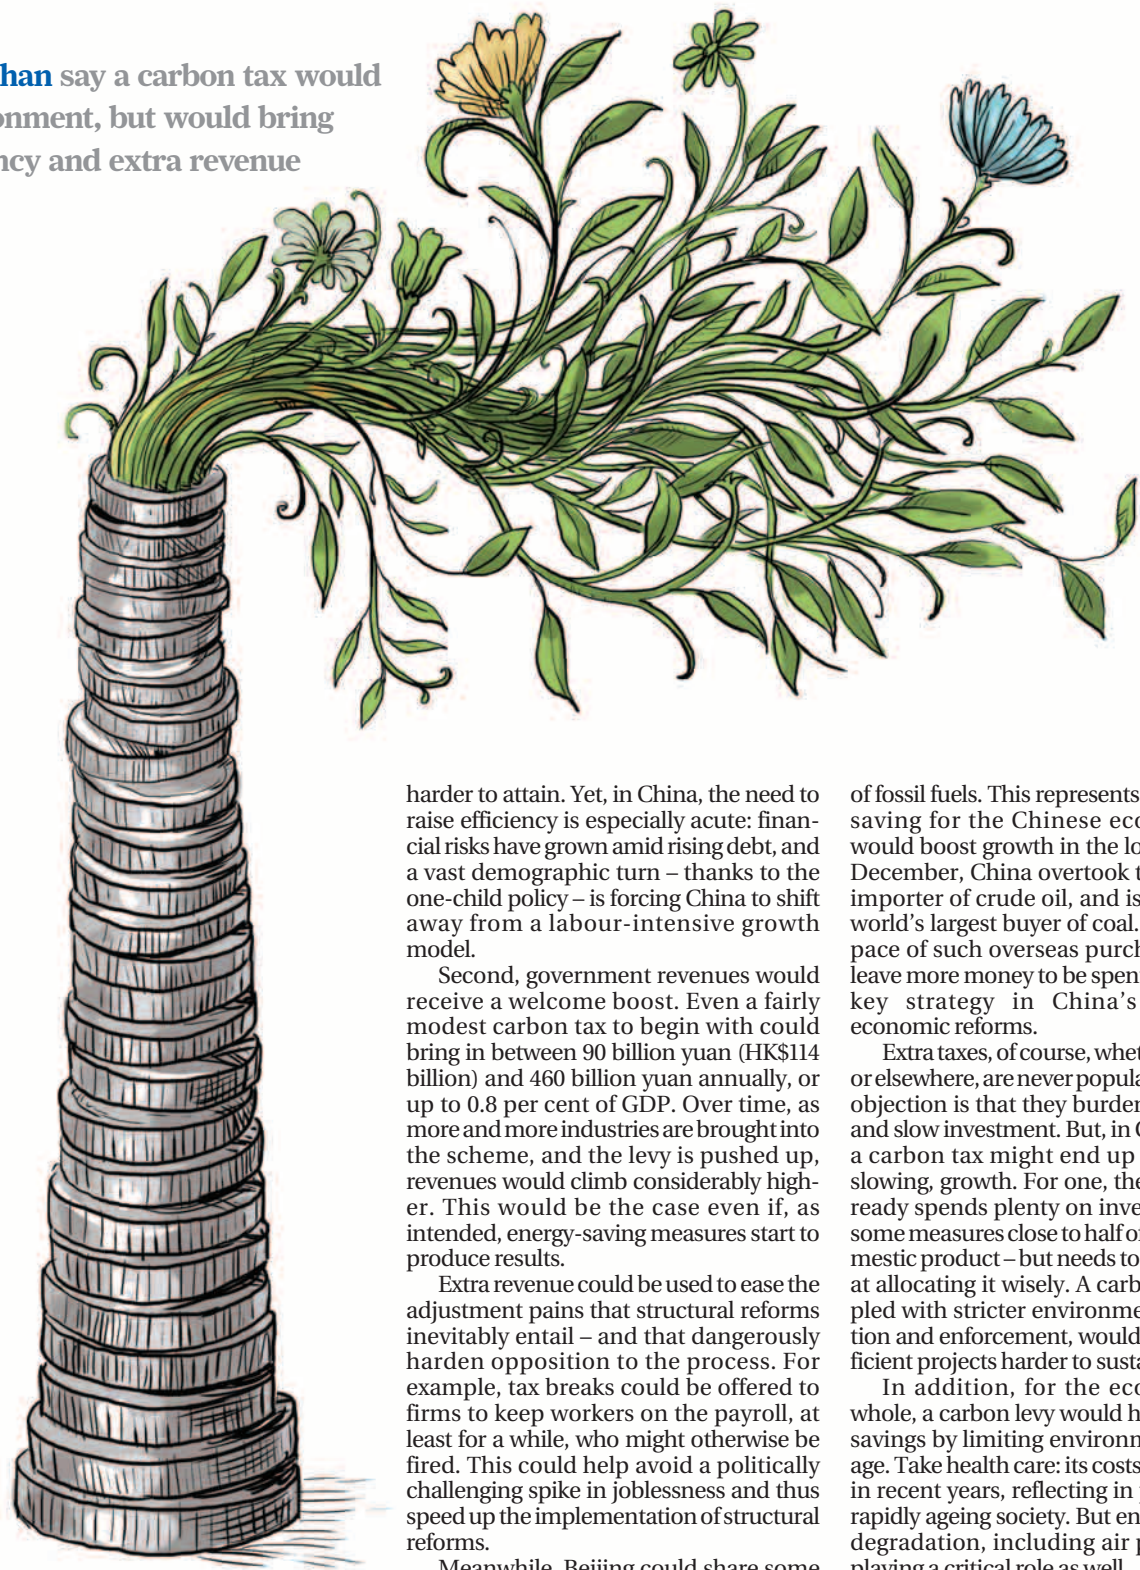 han say a carbon tax would
onment, but would bring
ncy and extra revenue
harder to attain. Yet, in China, the need to
raise efficiency is especially acute: finan-
cial risks have grown amid rising debt, and
a vast demographic turn – thanks to the
one-child policy – is forcing China to shift
away from a labour-intensive growth
model.
Second, government revenues would
receive a welcome boost. Even a fairly
modest carbon tax to begin with could
bring in between 90 billion yuan (HK$114
billion) and 460 billion yuan annually, or
up to 0.8 per cent of GDP. Over time, as
more and more industries are brought into
the scheme, and the levy is pushed up,
revenues would climb considerably high-
er. This would be the case even if, as
intended, energy-saving measures start to
produce results.
Extra revenue could be used to ease the
adjustment pains that structural reforms
inevitably entail – and that dangerously
harden opposition to the process. For
example, tax breaks could be offered to
firms to keep workers on the payroll, at
least for a while, who might otherwise be
fired. This could help avoid a politically
challenging spike in joblessness and thus
speed up the implementation of structural
reforms.
Meanwhile, Beijing could share some
of fossil fuels. This represents
saving for the Chinese eco
would boost growth in the lo
December, China overtook t
importer of crude oil, and is
world's largest buyer of coal.
pace of such overseas purch
leave more money to be spen
key strategy in China's
economic reforms.
Extra taxes, of course, whet
or elsewhere, are never popula
objection is that they burden
and slow investment. But, in C
a carbon tax might end up
slowing, growth. For one, the
ready spends plenty on inve
some measures close to half o
mestic product – but needs to
at allocating it wisely. A carb
pled with stricter environme
tion and enforcement, would
ficient projects harder to susta
In addition, for the eco
whole, a carbon levy would h
savings by limiting environm
age. Take health care: its costs
in recent years, reflecting in
rapidly ageing society. But en
degradation, including air p
playing a critical role as well.